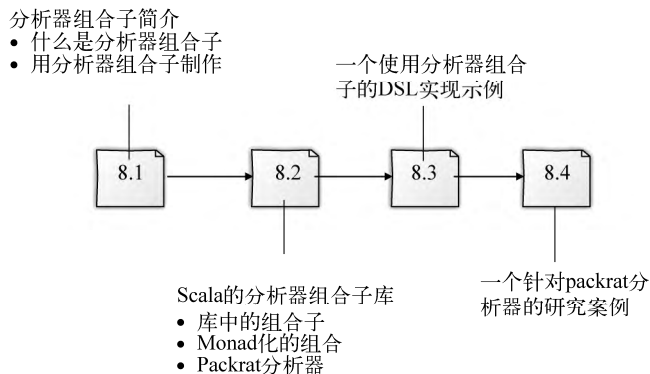 分析器组合子简介
• 什么是分析器组合子
• 用分析器组合子制作
一个使用分析器组合
子的DSL实现示例
8.1
8.2
8.3
8.4
Scala的分析器组合子库
• 库中的组合子
• Monad化的组合
• Packrat分析器
一个针对packrat分
析器的研究案例